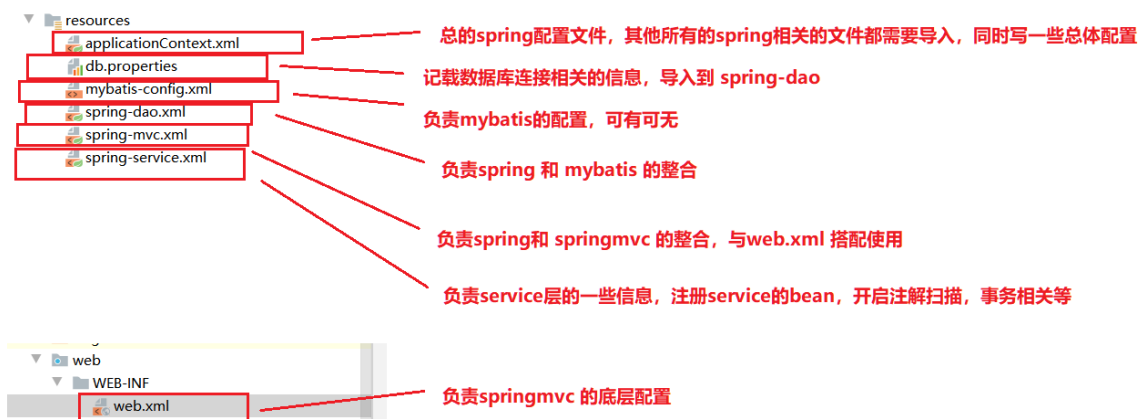 resources
applicationContext.xml
总的spring配置文件，其他所有的spring相关的文件都需要导入，同时写一些总体配置
db.properties
记载数据库连接相关的信息，导入到 spring-dao
mybatis-config.xml
负责mybatis的配置，可有可无
spring-dao.xml
负责spring 和 mybatis 的整合
spring-mvc.xml
负责spring和 springmvc 的整合，与web.xml 搭配使用
spring-service.xml
负责service层的一些信息，注册service的bean，开启注解扫描，事务相关等
web
WEB-INF
web.xml
负责springmvc 的底层配置